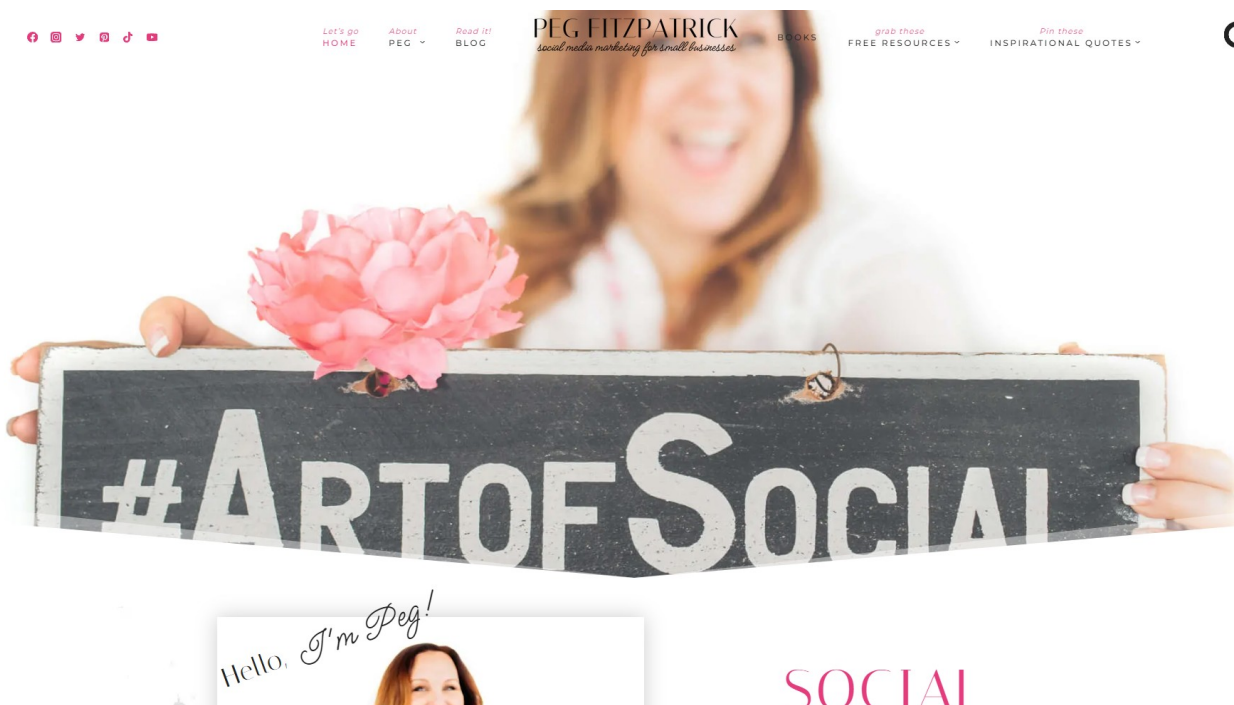 Let's go
HOME
About
PEG
Read it!
BLOG
PEG FITZPATRICK
social media marketing for small businesses
BOOKS
grab these
FREE RESOURCES
Pin these
INSPIRATIONAL QUOTES
#ARTOFSOCIAL
Hello, I'm Peg!
SOCIAL